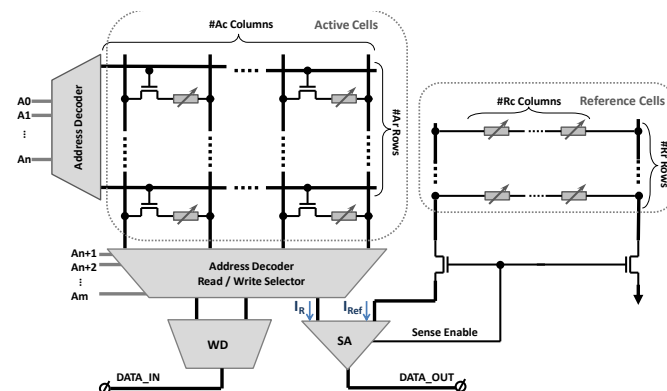 #Ac Columns
Active Cells
A0
A1
⋮
An
Address Decoder
#Ar Rows
#Rc Columns
Reference Cells
#Rr Rows
An+1
An+2
⋮
Am
Address Decoder
Read / Write Selector
IR
IRef
WD
SA
Sense Enable
DATA_IN
DATA_OUT